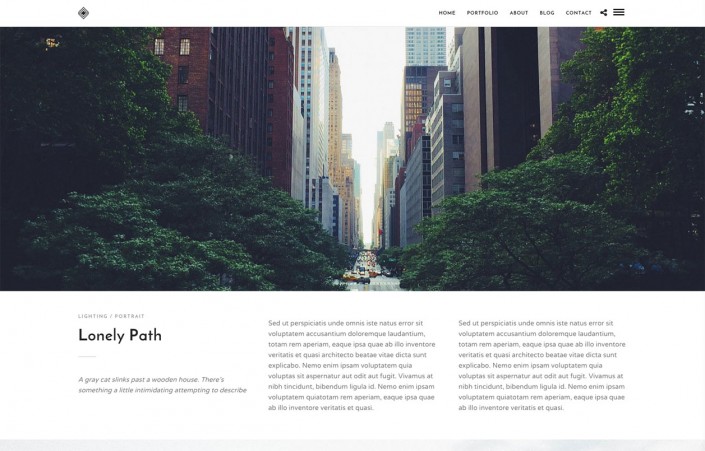 HOME PORTFOLIO ABOUT BLOG CONTACT
LIGHTING / PORTRAIT
Lonely Path
A gray cat slinks past a wooden house. There's
something a little intimidating attempting to describe
Sed ut perspiciatis unde omnis iste natus error sit
voluptatem accusantium doloremque laudantium,
totam rem aperiam, eaque ipsa quae ab illo inventore
veritatis et quasi architecto beatae vitae dicta sunt
explicabo. Nemo enim ipsam voluptatem quia
voluptas sit aspernatur aut odit aut fugit. Vivamus at
nibh tincidunt, bibendum ligula id. Nemo enim ipsam
voluptatem quiatotam rem aperiam, eaque ipsa quae
ab illo inventore veritatis et quasi.
Sed ut perspiciatis unde omnis iste natus error sit
voluptatem accusantium doloremque laudantium,
totam rem aperiam, eaque ipsa quae ab illo inventore
veritatis et quasi architecto beatae vitae dicta sunt
explicabo. Nemo enim ipsam voluptatem quia
voluptas sit aspernatur aut odit aut fugit. Vivamus at
nibh tincidunt, bibendum ligula id. Nemo enim ipsam
voluptatem quiatotam rem aperiam, eaque ipsa quae
ab illo inventore veritatis et quasi.